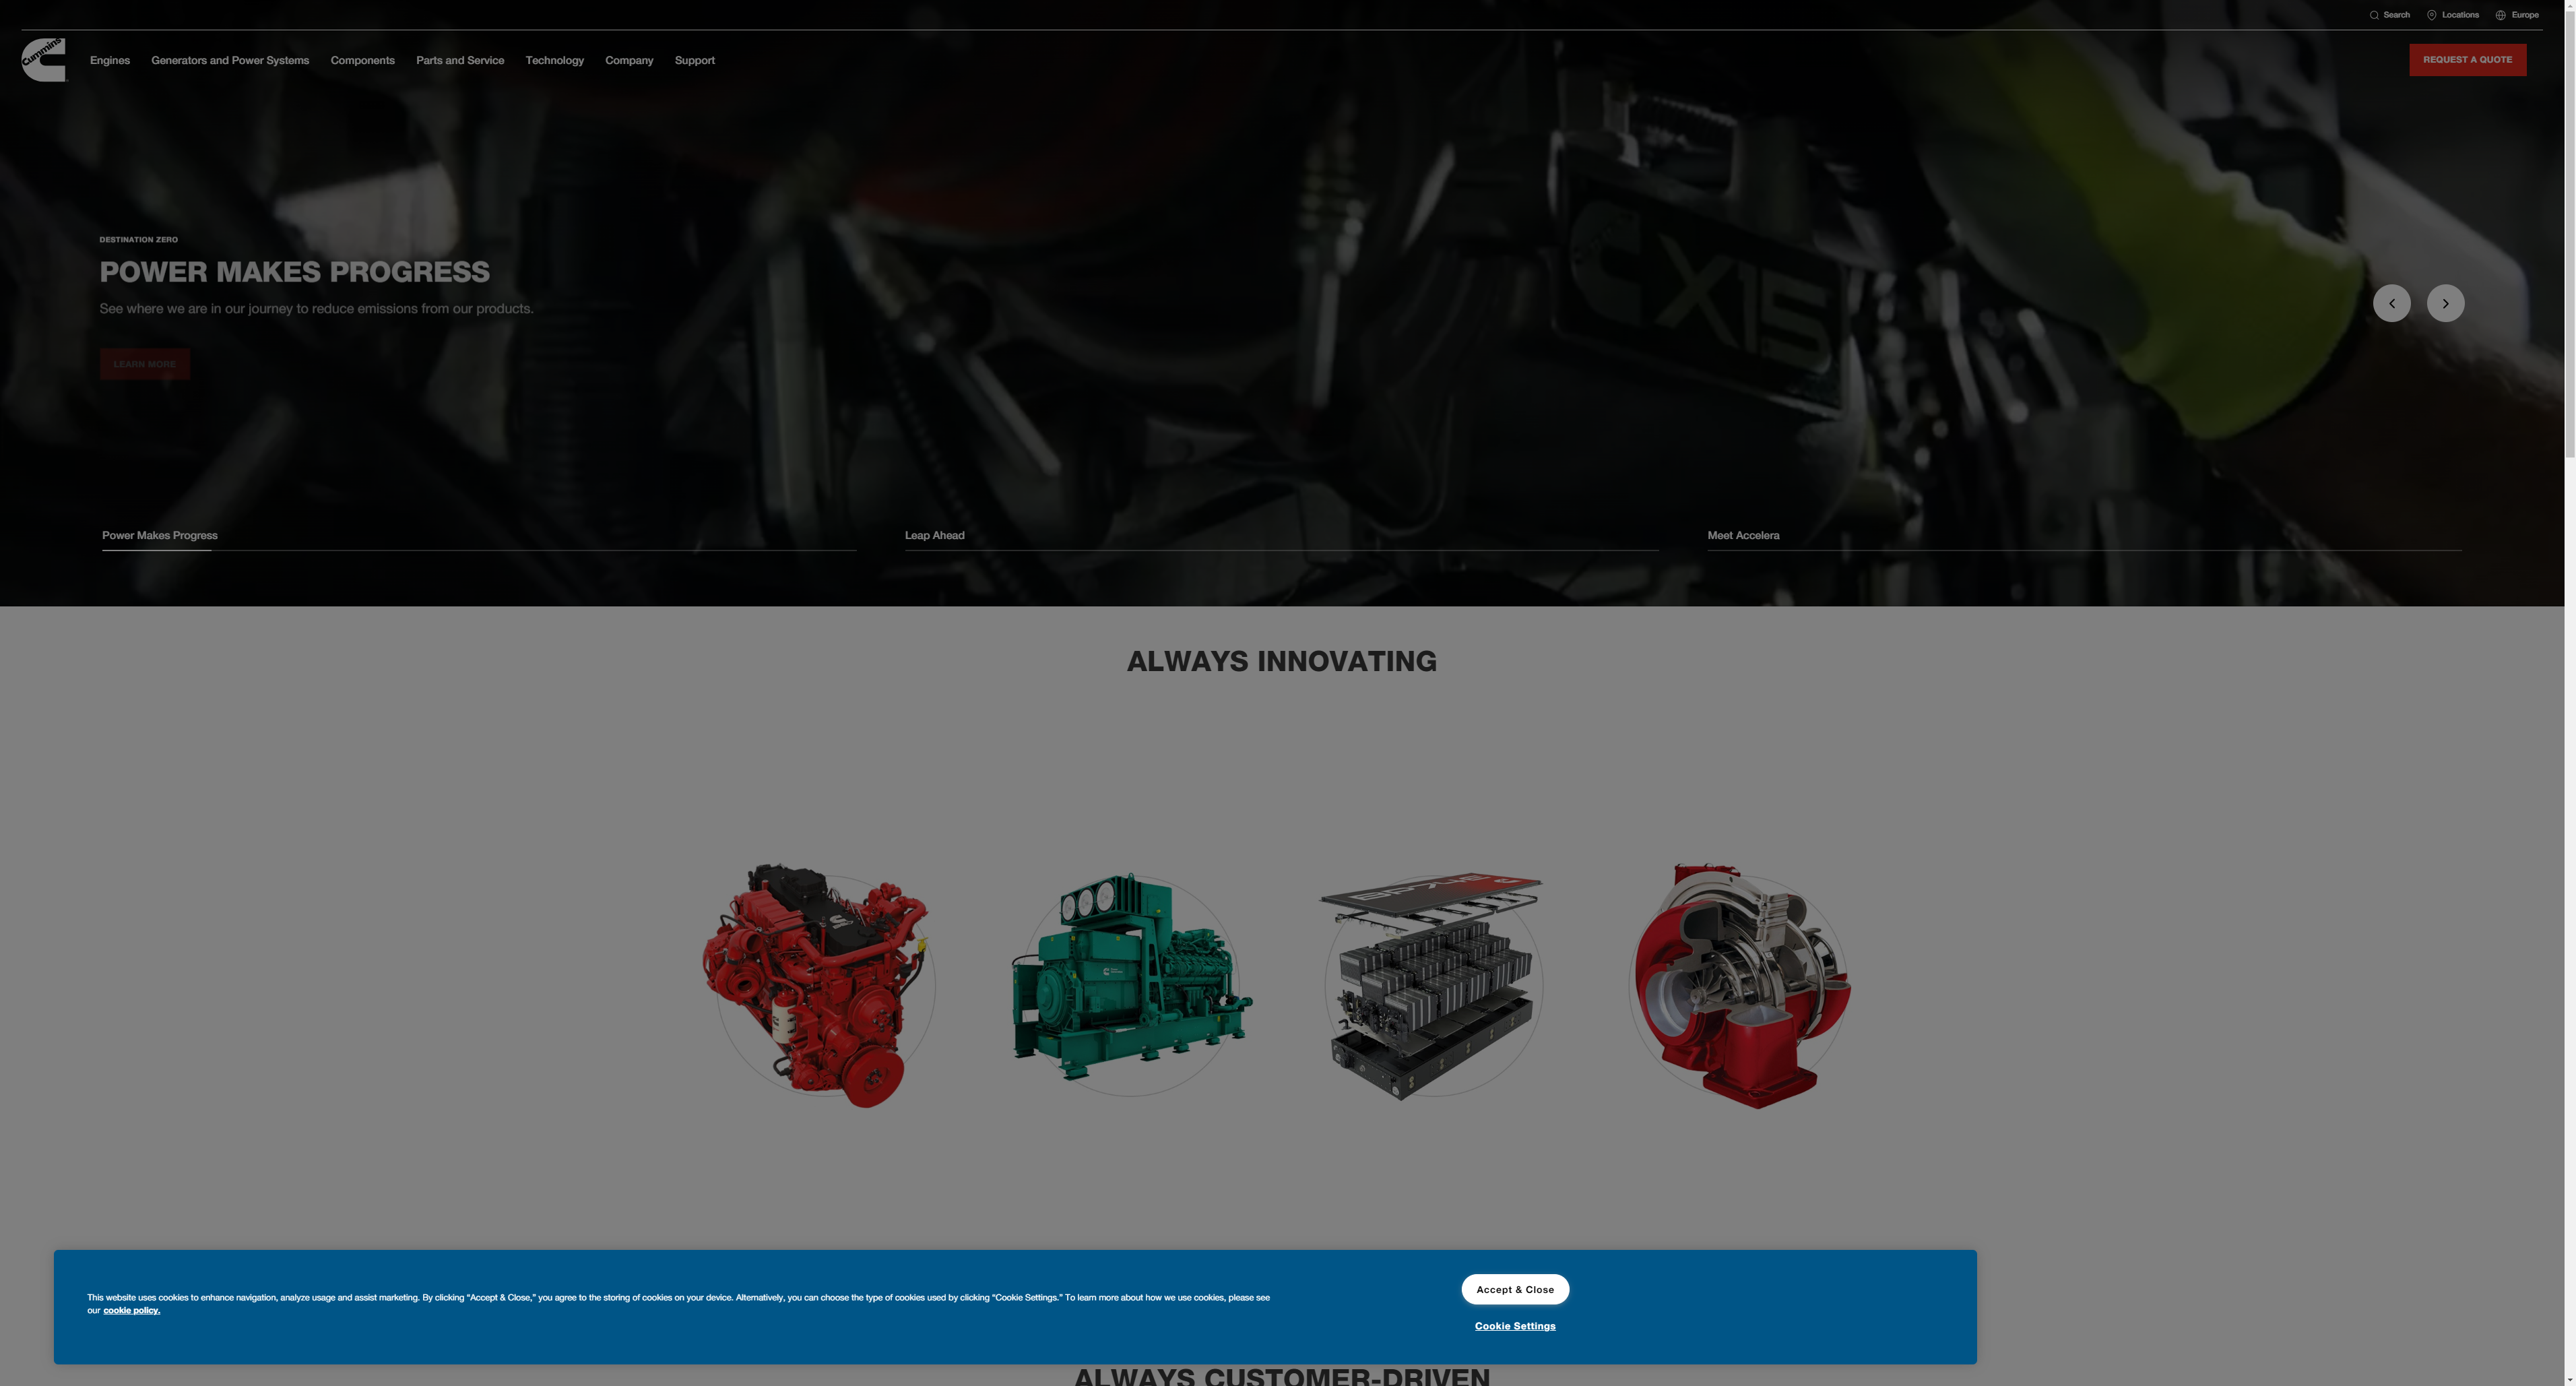 Search
Locations
Europe
Cummins
Engines
Generators and Power Systems
Components
Parts and Service
Technology
Company
Support
REQUEST A QUOTE
DESTINATION ZERO
POWER MAKES PROGRESS
See where we are in our journey to reduce emissions from our products.
LEARN MORE
X15
Power Makes Progress
Leap Ahead
Meet Accelera
ALWAYS INNOVATING
BP74E
This website uses cookies to enhance navigation, analyze usage and assist marketing. By clicking “Accept & Close,” you agree to the storing of cookies on your device. Alternatively, you can choose the type of cookies used by clicking “Cookie Settings.” To learn more about how we use cookies, please see
our cookie policy.
Accept & Close
Cookie Settings
ALWAYS CUSTOMER-DRIVEN